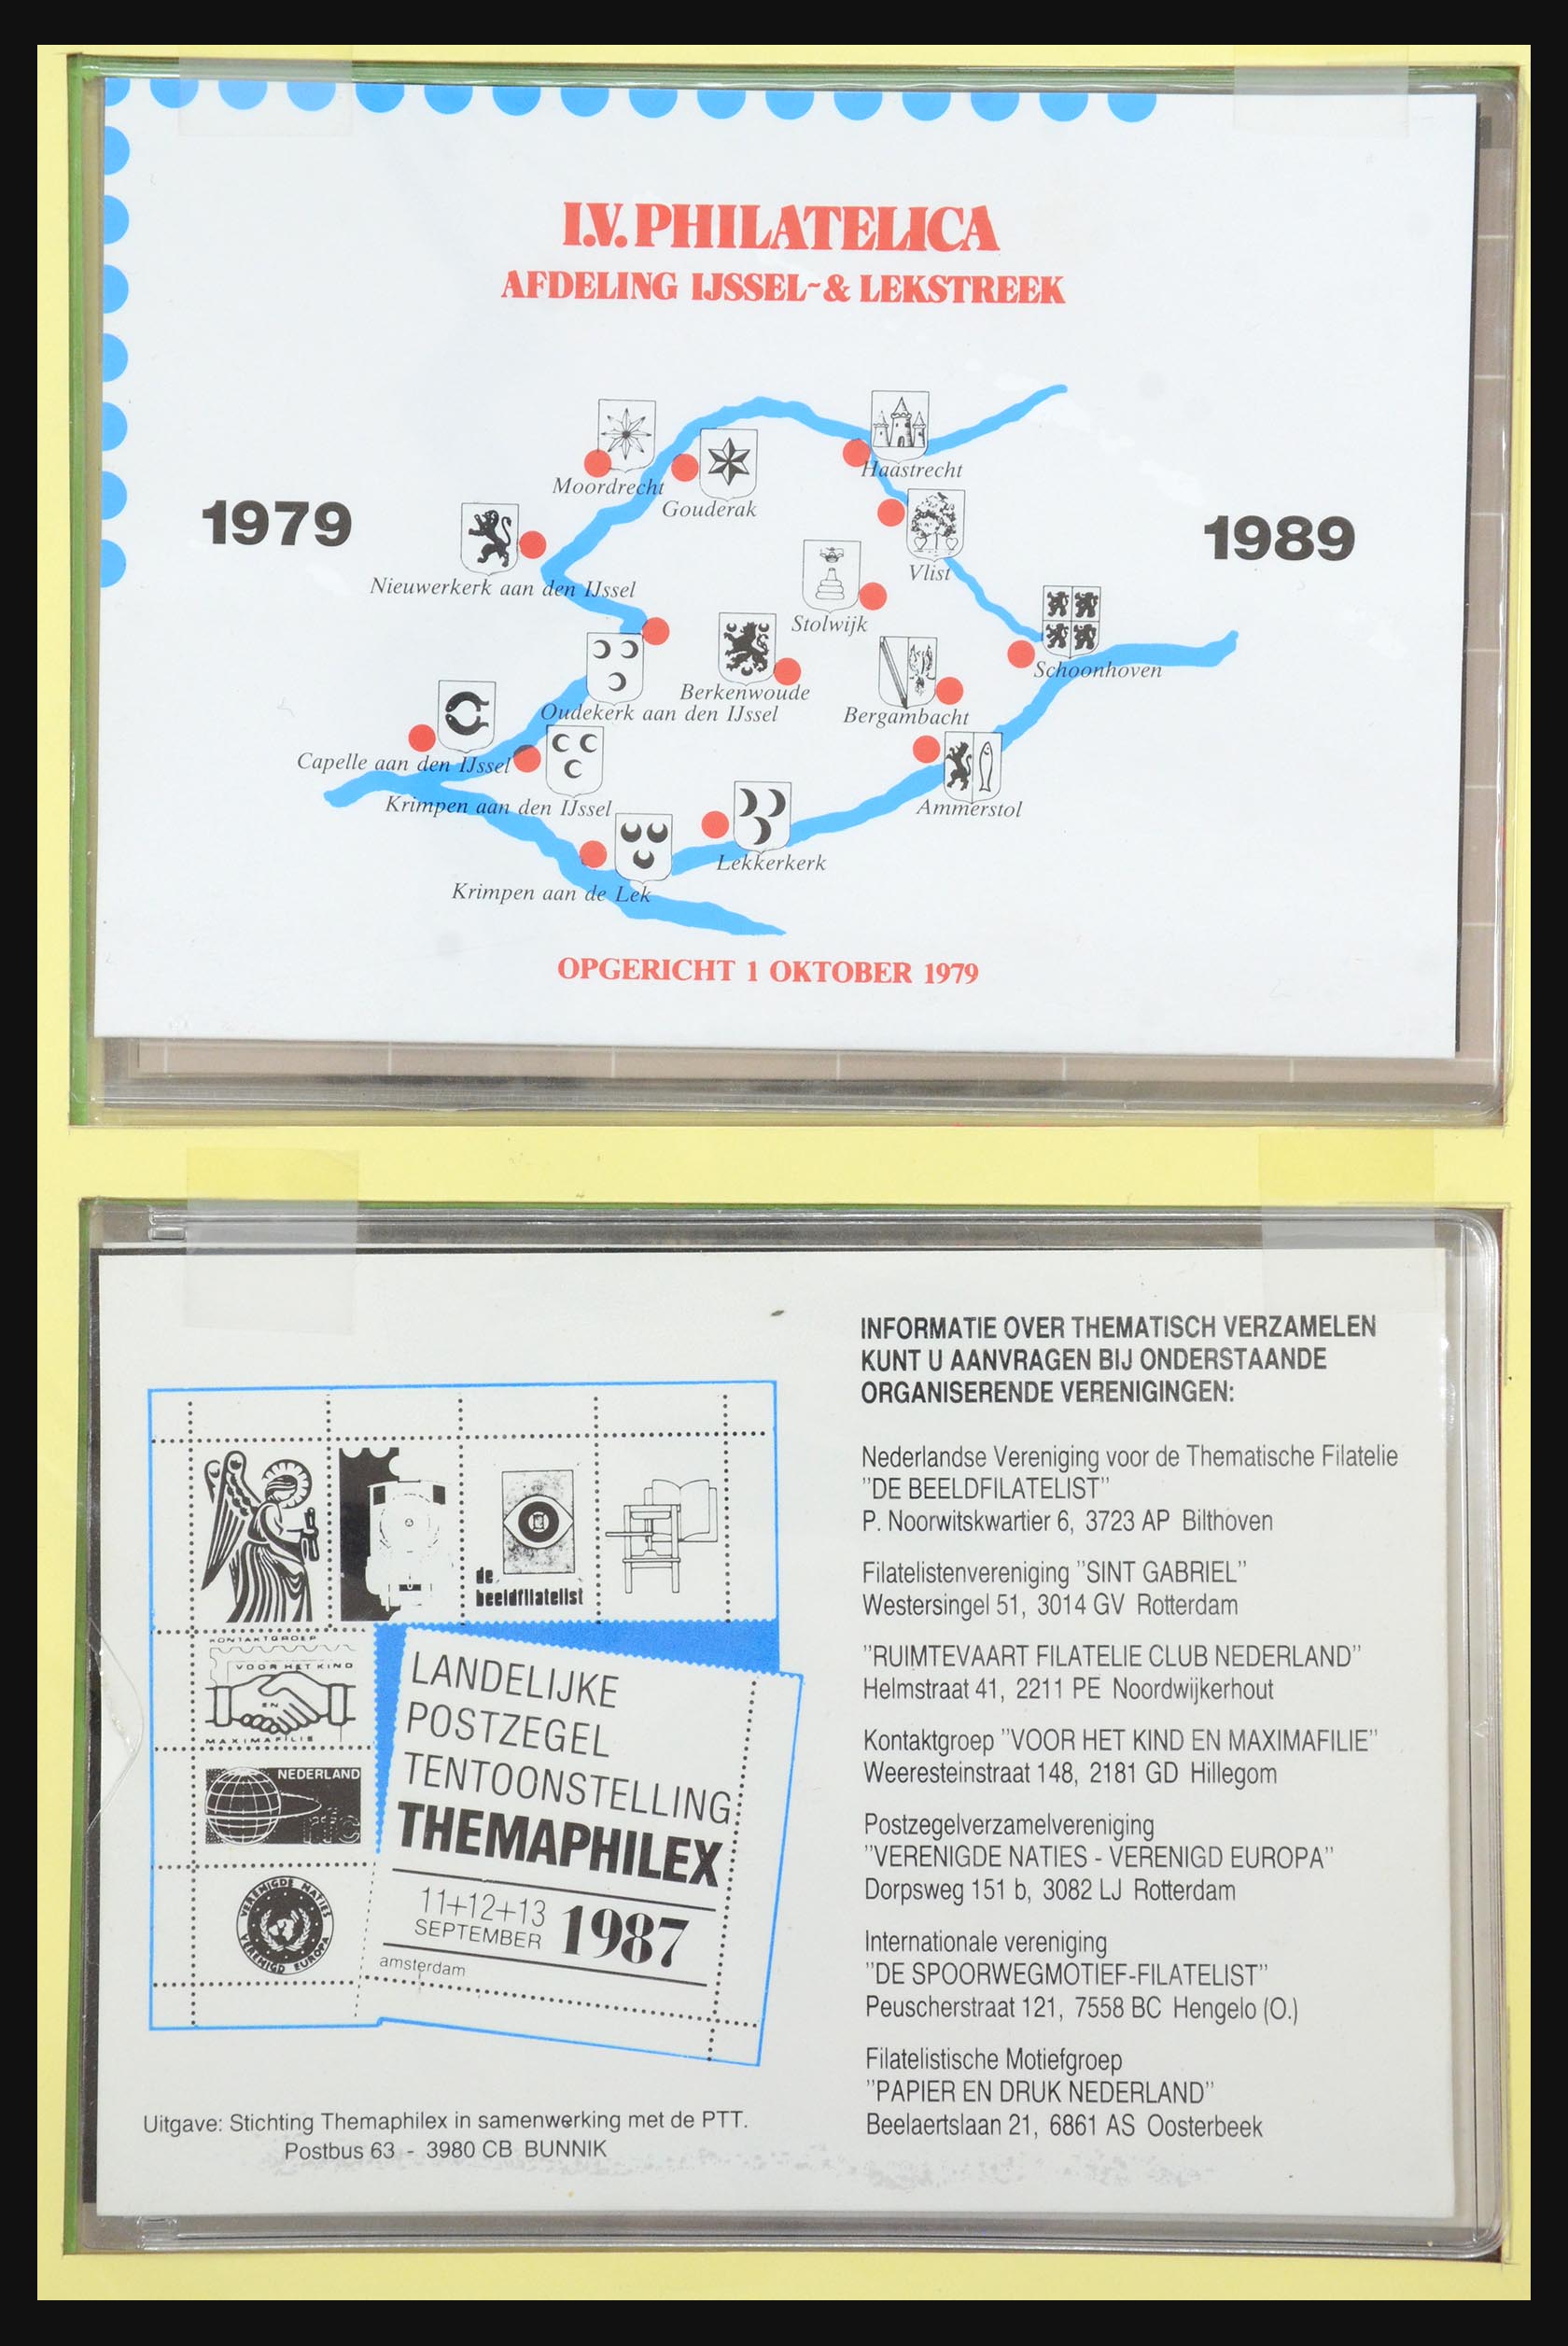 I.V. PHILATELICA
AFDELING IJSSEL-& LEKSTREEK
1979
1989
Moordrecht
Gouderak
Haastrecht
Nieuwerkerk aan den IJssel
Vlist
Stolwijk
Schoonhoven
Berkenwoude
Oudekerk aan den IJssel
Bergambacht
Capelle aan den IJssel
Krimpen aan den IJssel
Ammerstol
Lekkerkerk
Krimpen aan de Lek
OPGERICHT 1 OKTOBER 1979
de
beeldfilatelist
KONTAKTGROEP
VOOR HET KIND
EN
MAXIMAFILIE
NEDERLAND
rfc
VERENIGDE NATIES
VERENIGD EUROPA
LANDELIJKE
POSTZEGEL
TENTOONSTELLING
THEMAPHILEX
11+12+13
SEPTEMBER
1987
amsterdam
Uitgave: Stichting Themaphilex in samenwerking met de PTT.
Postbus 63 - 3980 CB BUNNIK
INFORMATIE OVER THEMATISCH VERZAMELEN
KUNT U AANVRAGEN BIJ ONDERSTAANDE
ORGANISERENDE VERENIGINGEN:
Nederlandse Vereniging voor de Thematische Filatelie
"DE BEELDFILATELIST"
P. Noorwitskwartier 6, 3723 AP Bilthoven
Filatelistenvereniging "SINT GABRIEL"
Westersingel 51, 3014 GV Rotterdam
"RUIMTEVAART FILATELIE CLUB NEDERLAND"
Helmstraat 41, 2211 PE Noordwijkerhout
Kontaktgroep "VOOR HET KIND EN MAXIMAFILIE"
Weeresteinstraat 148, 2181 GD Hillegom
Postzegelverzamelvereniging
"VERENIGDE NATIES - VERENIGD EUROPA"
Dorpsweg 151 b, 3082 LJ Rotterdam
Internationale vereniging
"DE SPOORWEGMOTIEF-FILATELIST"
Peuscherstraat 121, 7558 BC Hengelo (O.)
Filatelistische Motiefgroep
"PAPIER EN DRUK NEDERLAND"
Beelaertslaan 21, 6861 AS Oosterbeek